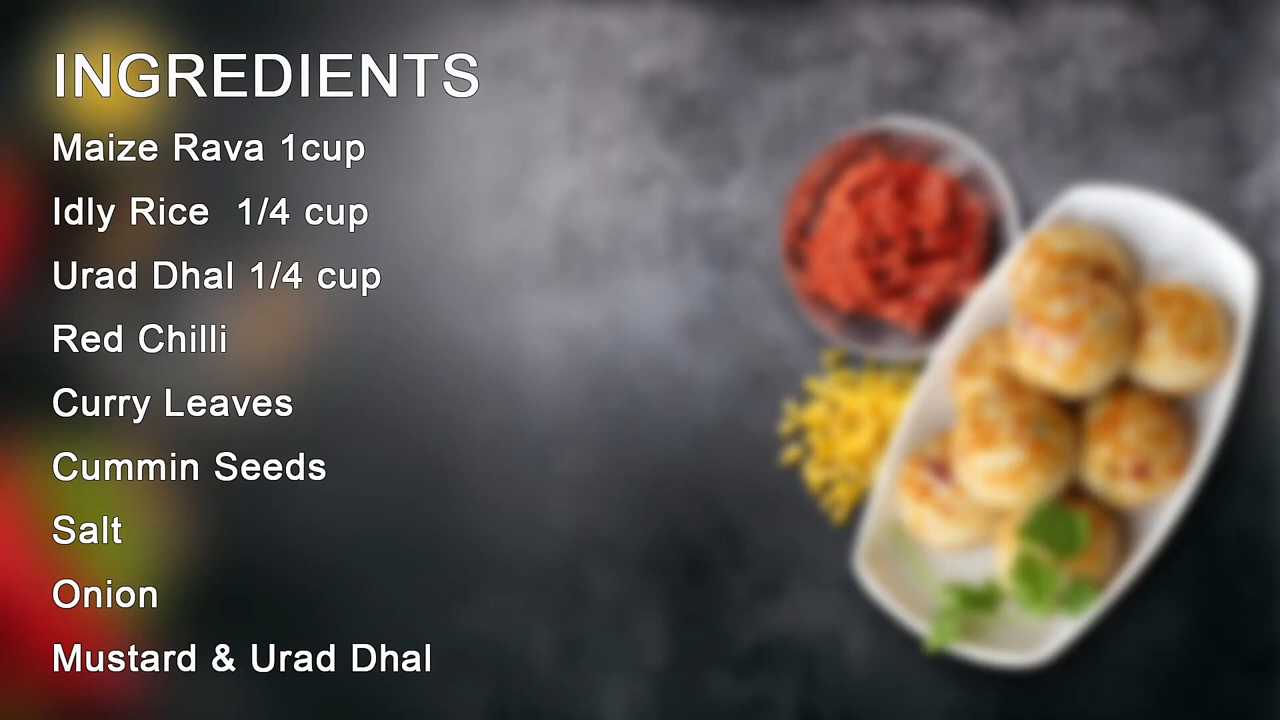 INGREDIENTS
Maize Rava 1cup
Idly Rice  1/4 cup
Urad Dhal 1/4 cup
Red Chilli
Curry Leaves
Cummin Seeds
Salt
Onion
Mustard & Urad Dhal